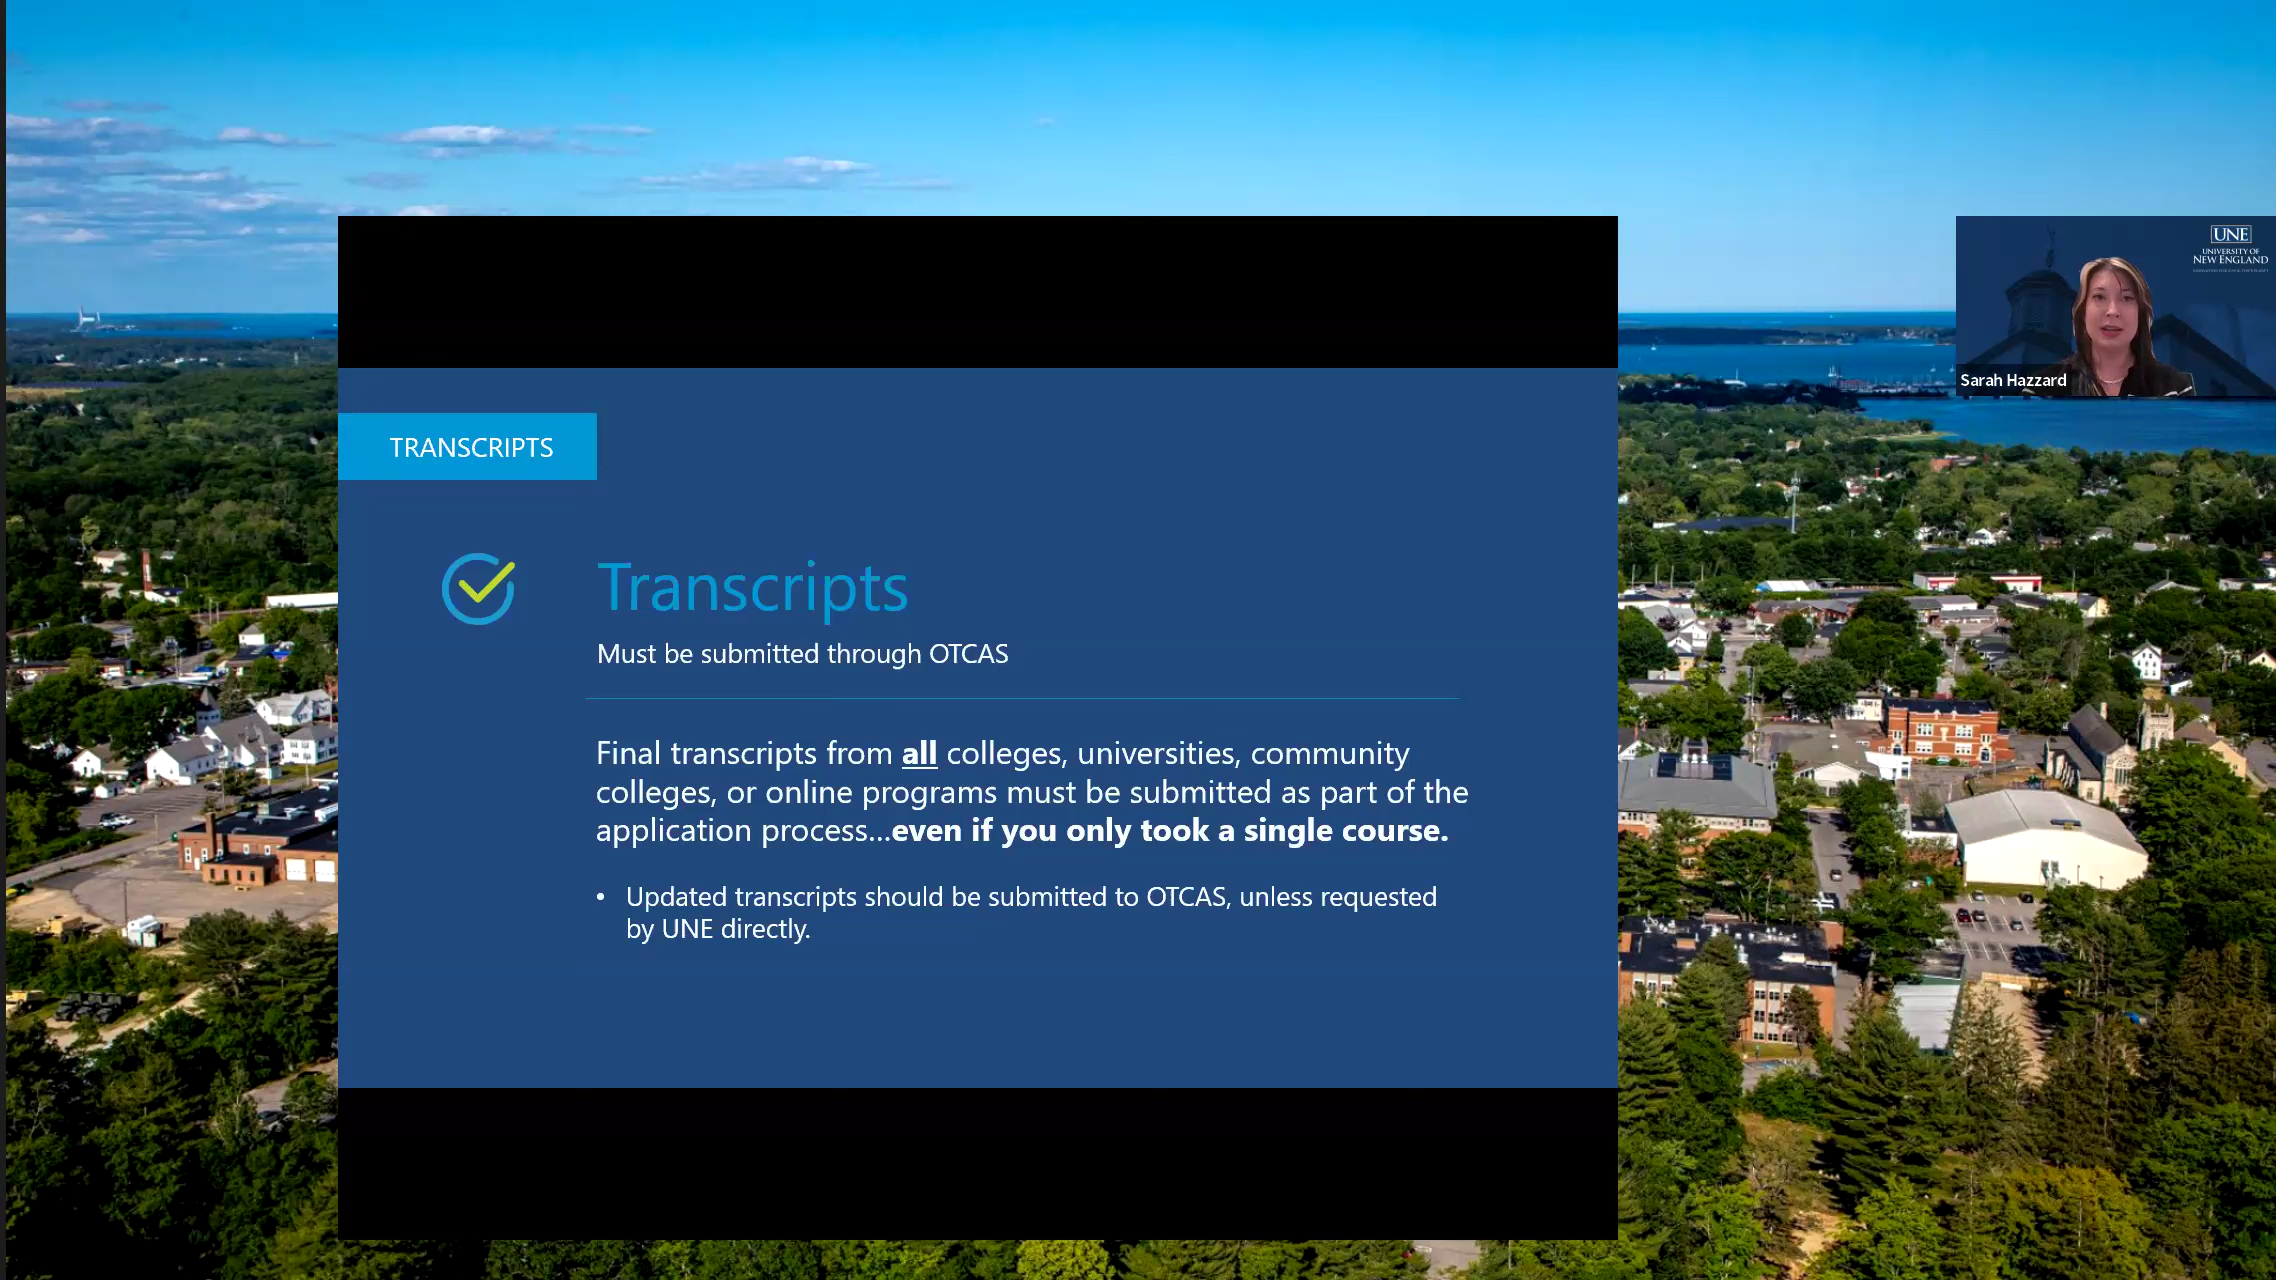 UNE
UNIVERSITY OF
NEW ENGLAND
Sarah Hazzard
TRANSCRIPTS
Transcripts
Must be submitted through OTCAS
Final transcripts from all colleges, universities, community
colleges, or online programs must be submitted as part of the
application process...even if you only took a single course.
• Updated transcripts should be submitted to OTCAS, unless requested
by UNE directly.